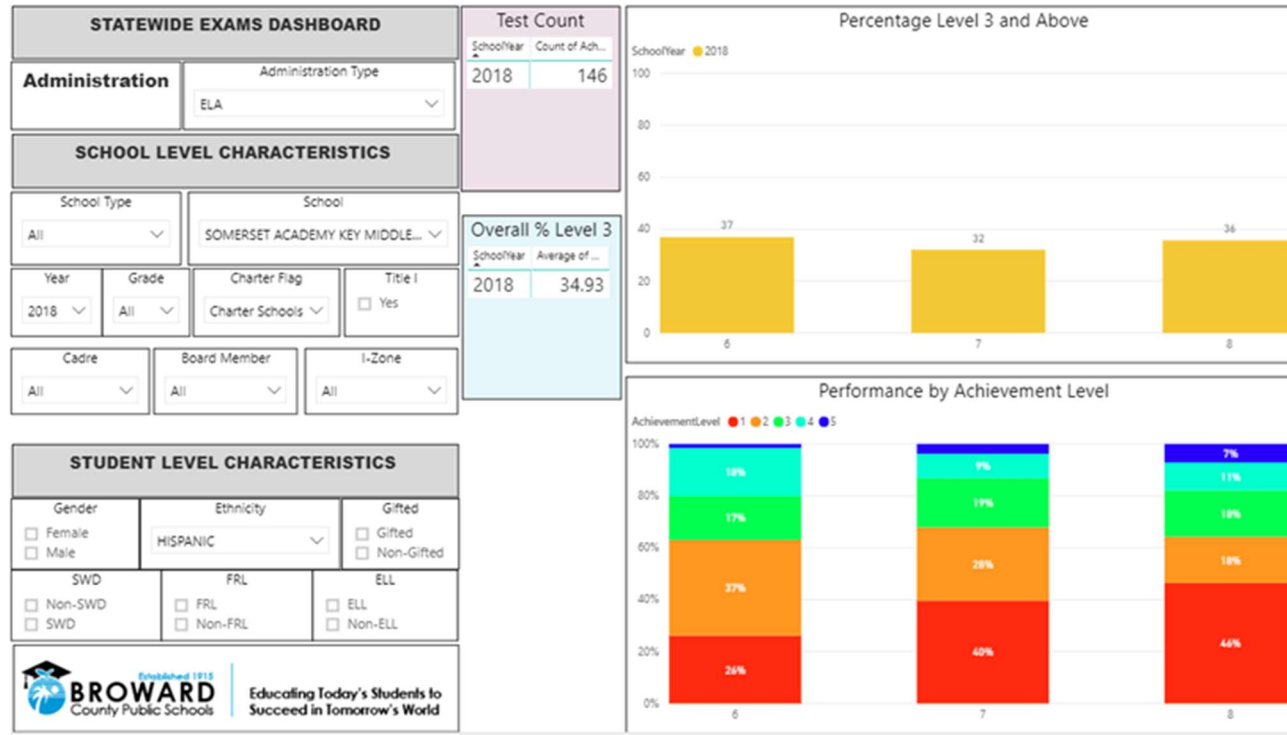 STATEWIDE EXAMS DASHBOARD
Administration
Administration Type
ELA
SCHOOL LEVEL CHARACTERISTICS
School Type
All
School
SOMERSET ACADEMY KEY MIDDLE...
Year
2018
Grade
All
Charter Flag
Charter Schools
Title I
Yes
Cadre
All
Board Member
All
I-Zone
All
STUDENT LEVEL CHARACTERISTICS
Gender
Female
Male
Ethnicity
HISPANIC
Gifted
Gifted
Non-Gifted
SWD
Non-SWD
SWD
FRL
FRL
Non-FRL
ELL
ELL
Non-ELL
Established 1915
BROWARD
County Public Schools
Educating Today's Students to
Succeed in Tomorrow's World
Test Count
SchoolYear Count of Ach...
2018 146
Overall % Level 3
SchoolYear Average of ...
2018 34.93
Percentage Level 3 and Above
SchoolYear 2018
100
80
60
40
20
0
37
32
36
6 7 8
Performance by Achievement Level
AchievementLevel 1 2 3 4 5
100%
80%
60%
40%
20%
0%
18%
17%
37%
26%
9%
19%
28%
40%
7%
11%
18%
18%
46%
6 7 8